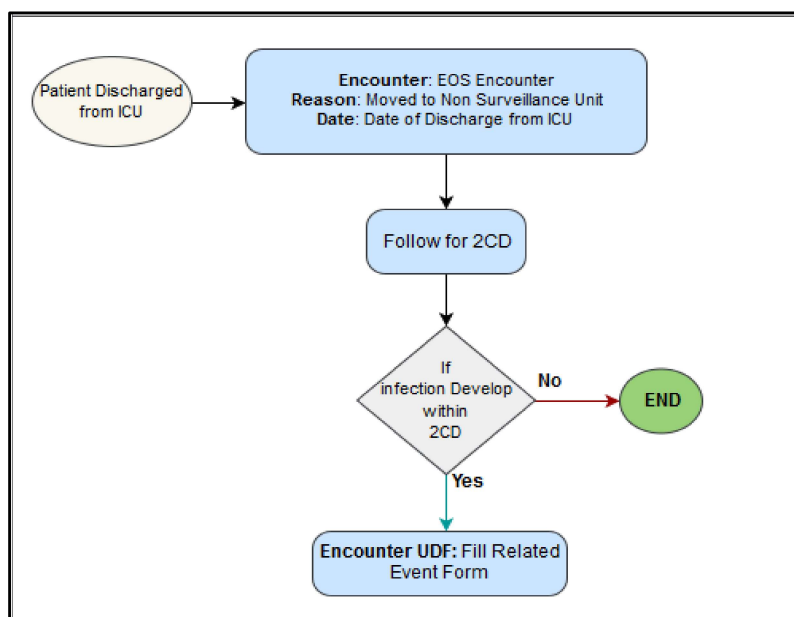 Patient Discharged
from ICU
Encounter: EOS Encounter
Reason: Moved to Non Surveillance Unit
Date: Date of Discharge from ICU
Follow for 2CD
If
infection Develop
within
2CD
No
END
Yes
Encounter UDF: Fill Related
Event Form